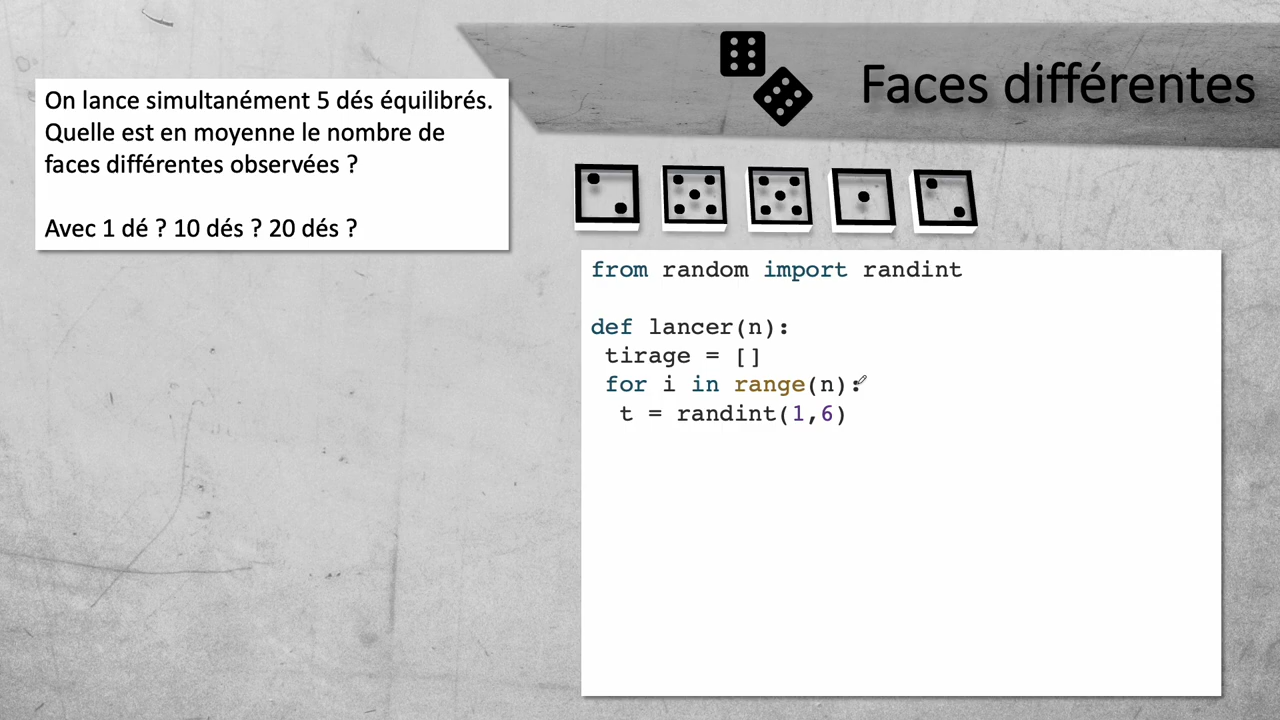 Faces différentes
On lance simultanément 5 dés équilibrés.
Quelle est en moyenne le nombre de
faces différentes observées ?
Avec 1 dé ? 10 dés ? 20 dés ?
from random import randint
def lancer(n):
 tirage = []
 for i in range(n):
  t = randint(1,6)